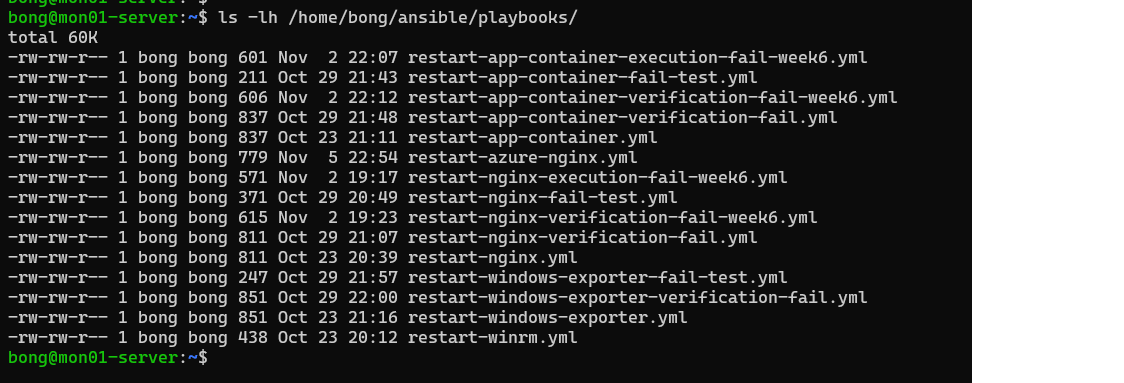 bong@mon01-server:~$ ls -lh /home/bong/ansible/playbooks/
total 60K
-rw-rw-r-- 1 bong bong 601 Nov  2 22:07 restart-app-container-execution-fail-week6.yml
-rw-rw-r-- 1 bong bong 211 Oct 29 21:43 restart-app-container-fail-test.yml
-rw-rw-r-- 1 bong bong 606 Nov  2 22:12 restart-app-container-verification-fail-week6.yml
-rw-rw-r-- 1 bong bong 837 Oct 29 21:48 restart-app-container-verification-fail.yml
-rw-rw-r-- 1 bong bong 837 Oct 23 21:11 restart-app-container.yml
-rw-rw-r-- 1 bong bong 779 Nov  5 22:54 restart-azure-nginx.yml
-rw-rw-r-- 1 bong bong 571 Nov  2 19:17 restart-nginx-execution-fail-week6.yml
-rw-rw-r-- 1 bong bong 371 Oct 29 20:49 restart-nginx-fail-test.yml
-rw-rw-r-- 1 bong bong 615 Nov  2 19:23 restart-nginx-verification-fail-week6.yml
-rw-rw-r-- 1 bong bong 811 Oct 29 21:07 restart-nginx-verification-fail.yml
-rw-rw-r-- 1 bong bong 811 Oct 23 20:39 restart-nginx.yml
-rw-rw-r-- 1 bong bong 247 Oct 29 21:57 restart-windows-exporter-fail-test.yml
-rw-rw-r-- 1 bong bong 851 Oct 29 22:00 restart-windows-exporter-verification-fail.yml
-rw-rw-r-- 1 bong bong 851 Oct 23 21:16 restart-windows-exporter.yml
-rw-rw-r-- 1 bong bong 438 Oct 23 20:12 restart-winrm.yml
bong@mon01-server:~$